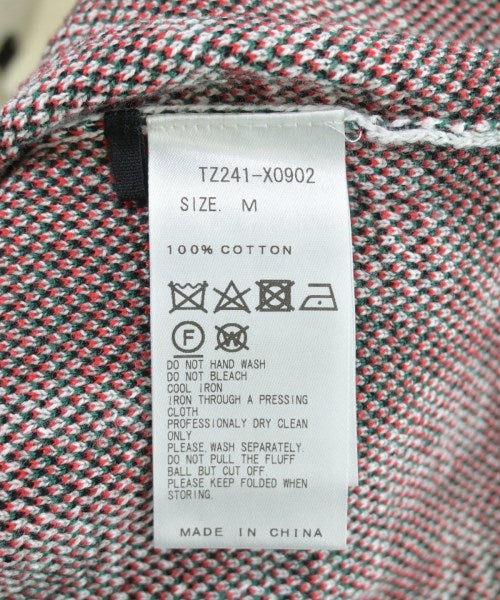 TZ241-X0902
SIZE. M
100% COTTON
F W
DO NOT HAND WASH
DO NOT BLEACH
COOL IRON
IRON THROUGH A PRESSING
CLOTH
PROFESSIONALY DRY CLEAN
ONLY
PLEASE WASH SEPARATELY.
DO NOT PULL THE FLUFF
BALL BUT CUT OFF.
PLEASE KEEP FOLDED WHEN
STORING.
MADE IN CHINA